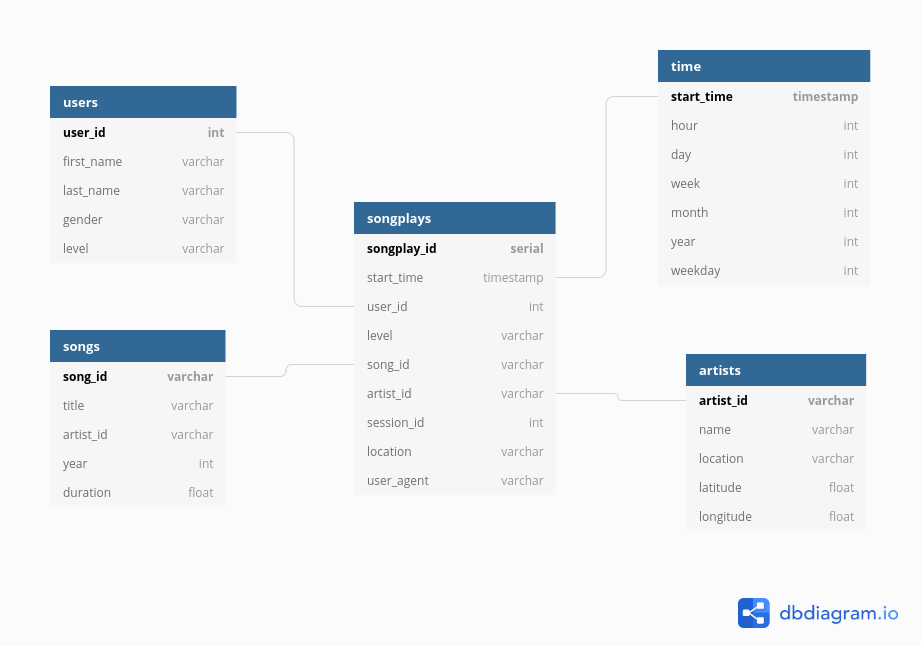 users
user_id int
first_name varchar
last_name varchar
gender varchar
level varchar
songs
song_id varchar
title varchar
artist_id varchar
year int
duration float
songplays
songplay_id serial
start_time timestamp
user_id int
level varchar
song_id varchar
artist_id varchar
session_id int
location varchar
user_agent varchar
time
start_time timestamp
hour int
day int
week int
month int
year int
weekday int
artists
artist_id varchar
name varchar
location varchar
latitude float
longitude float
dbdiagram.io